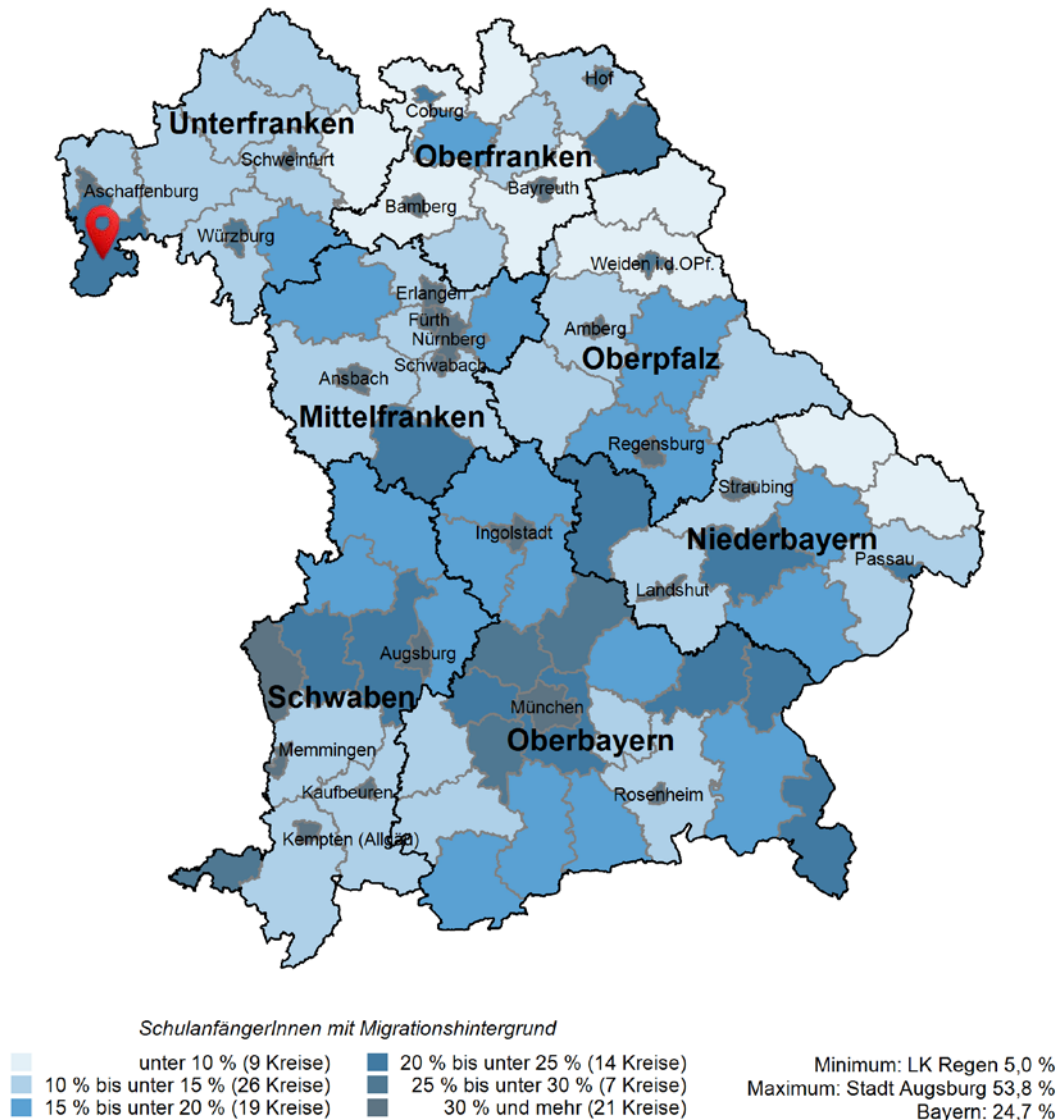 Hof
Coburg
Unterfranken
Oberfranken
Schweinfurt
Aschaffenburg
Bayreuth
Bamberg
Würzburg
Weiden i.d.OPf.
Erlangen
Fürth
Nürnberg
Amberg
Oberpfalz
Schwabach
Ansbach
Mittelfranken
Regensburg
Straubing
Ingolstadt
Niederbayern
Passau
Landshut
Augsburg
Schwaben
München
Oberbayern
Memmingen
Kaufbeuren
Rosenheim
Kempten (Allgäu)
SchulanfängerInnen mit Migrationshintergrund
unter 10 % (9 Kreise)
10 % bis unter 15 % (26 Kreise)
15 % bis unter 20 % (19 Kreise)
20 % bis unter 25 % (14 Kreise)
25 % bis unter 30 % (7 Kreise)
30 % und mehr (21 Kreise)
Minimum: LK Regen 5,0 %
Maximum: Stadt Augsburg 53,8 %
Bayern: 24,7 %